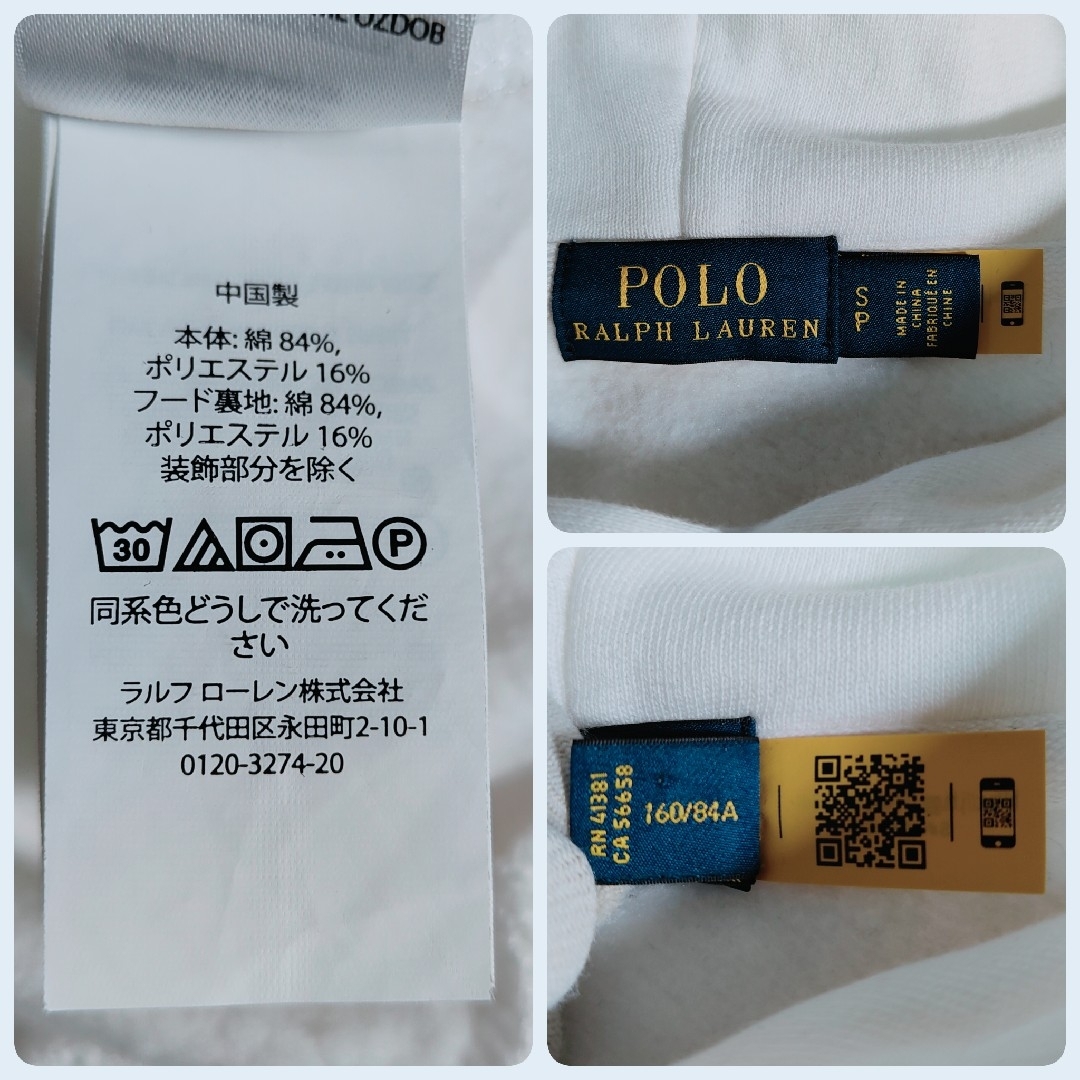 OZDOB
中国製
本体: 綿 84%,
ポリエステル 16%
フード裏地: 綿 84%,
ポリエステル 16%
装飾部分を除く
30 P
同系色どうしで洗ってくだ
さい
ラルフ ローレン株式会社
東京都千代田区永田町2-10-1
0120-3274-20
POLO
RALPH LAUREN
S
P
MADE IN
CHINA
FABRIQUÉ EN
CHINE
RN 41381
CA 56658
160/84A